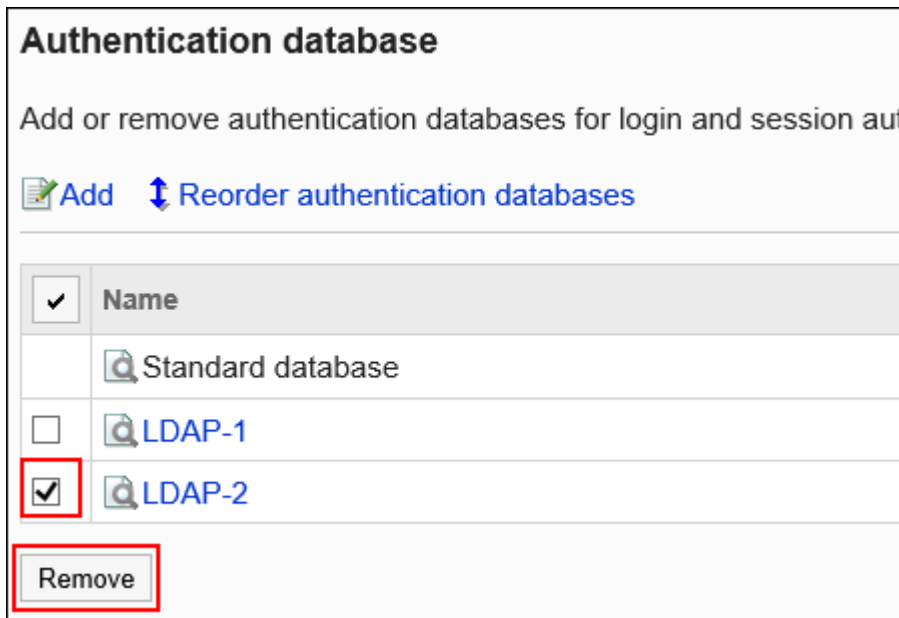 Authentication database
Add or remove authentication databases for login and session
Add Reorder authentication databases
Name
Standard database
LDAP-1
LDAP-2
Remove